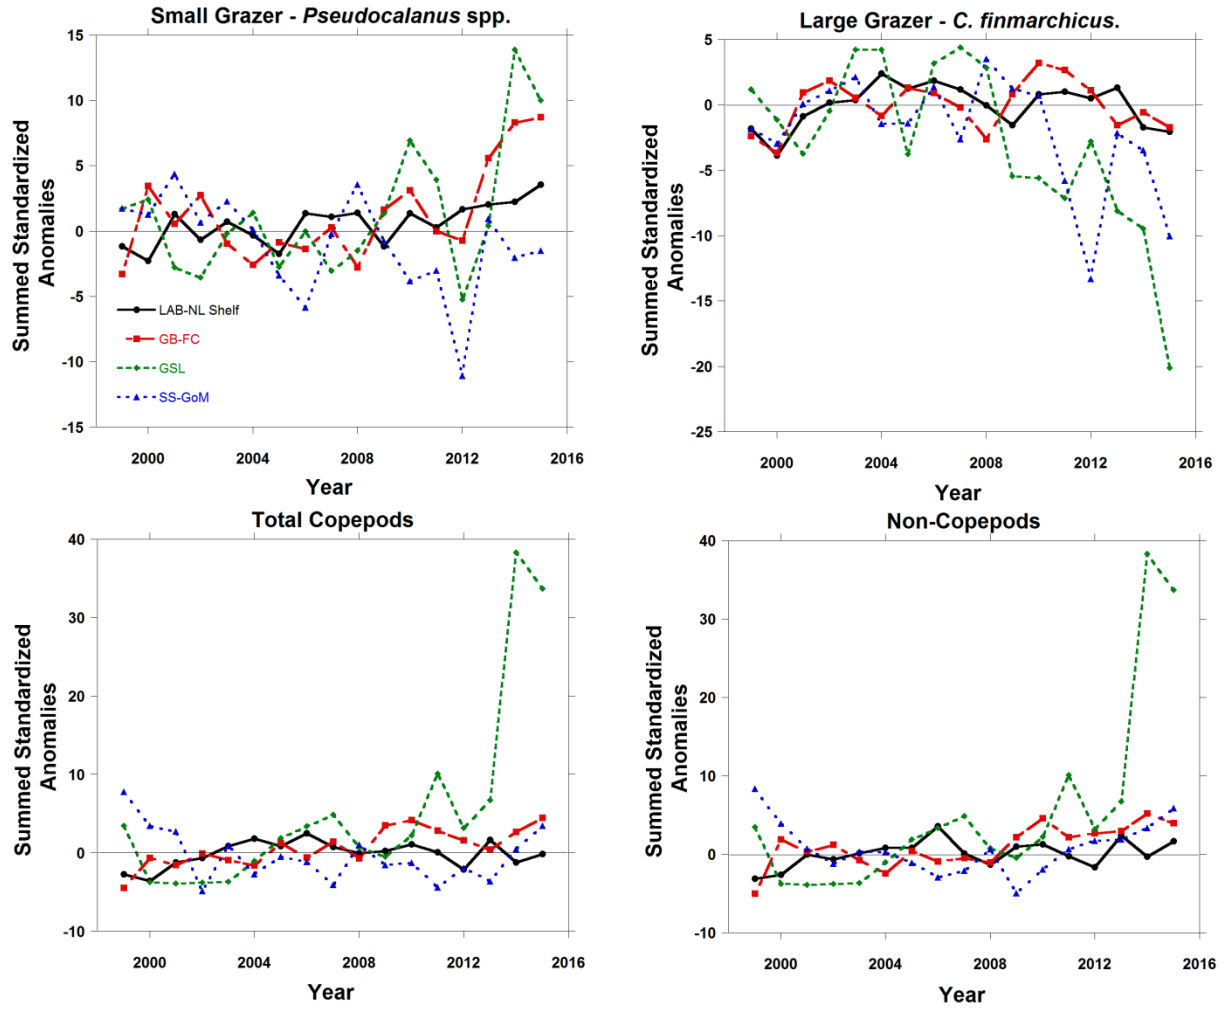 Small Grazer - Pseudocalanus spp.
15
10
5
0
-5
-10
-15
Summed Standardized
Anomalies
LAB-NL Shelf
GB-FC
GSL
SS-GoM
2000
2004
2008
2012
2016
Year
Large Grazer - C. finmarchicus.
5
0
-5
-10
-15
-20
-25
Summed Standardized
Anomalies
2000
2004
2008
2012
2016
Year
Total Copepods
40
30
20
10
0
-10
Summed Standardized
Anomalies
2000
2004
2008
2012
2016
Year
Non-Copepods
40
30
20
10
0
-10
Summed Standardized
Anomalies
2000
2004
2008
2012
2016
Year